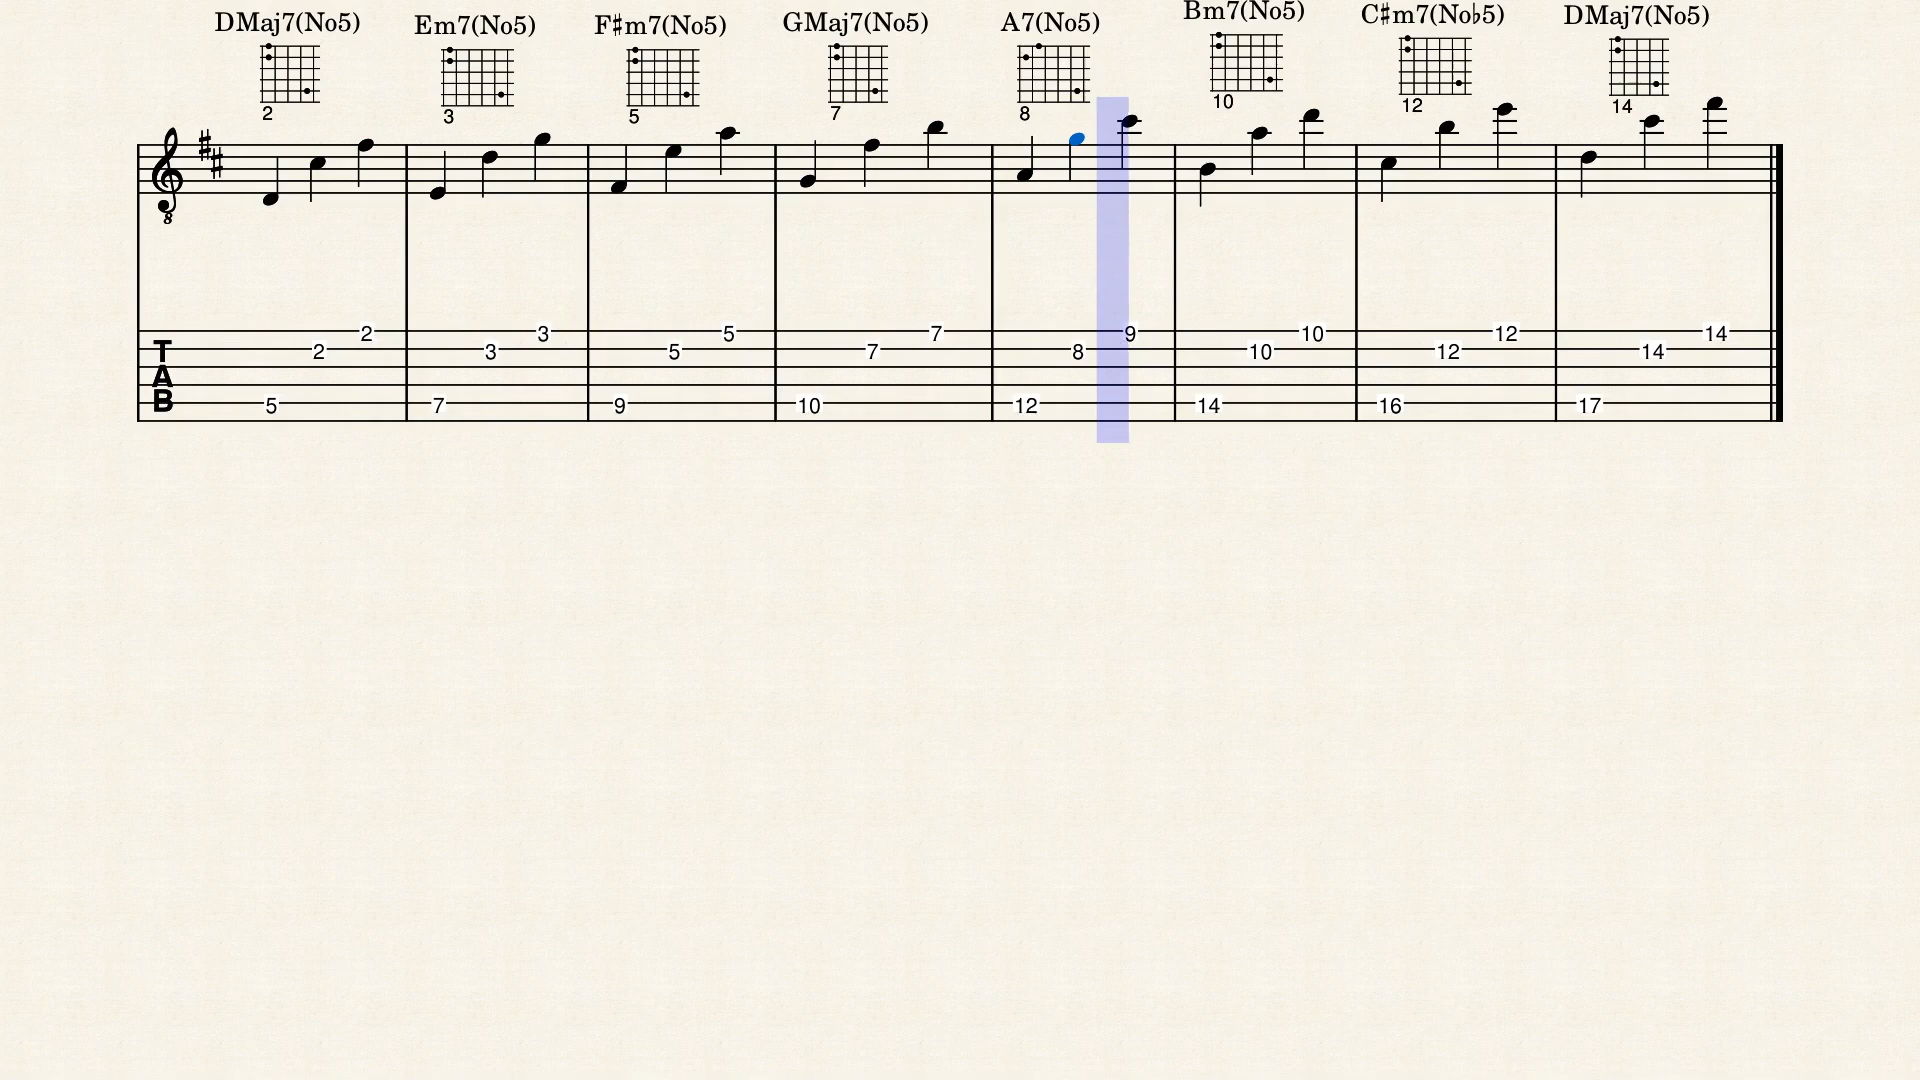 DMaj7(No5) Em7(No5) F♯m7(No5) GMaj7(No5) A7(No5) Bm7(No5) C♯m7(No♭5) DMaj7(No5)
2 3 5 7 8 10 12 14
8
2 3 5 7 9 10 12 14
T 2 3 5 7 8 10 12 14
A
B 5 7 9 10 12 14 16 17